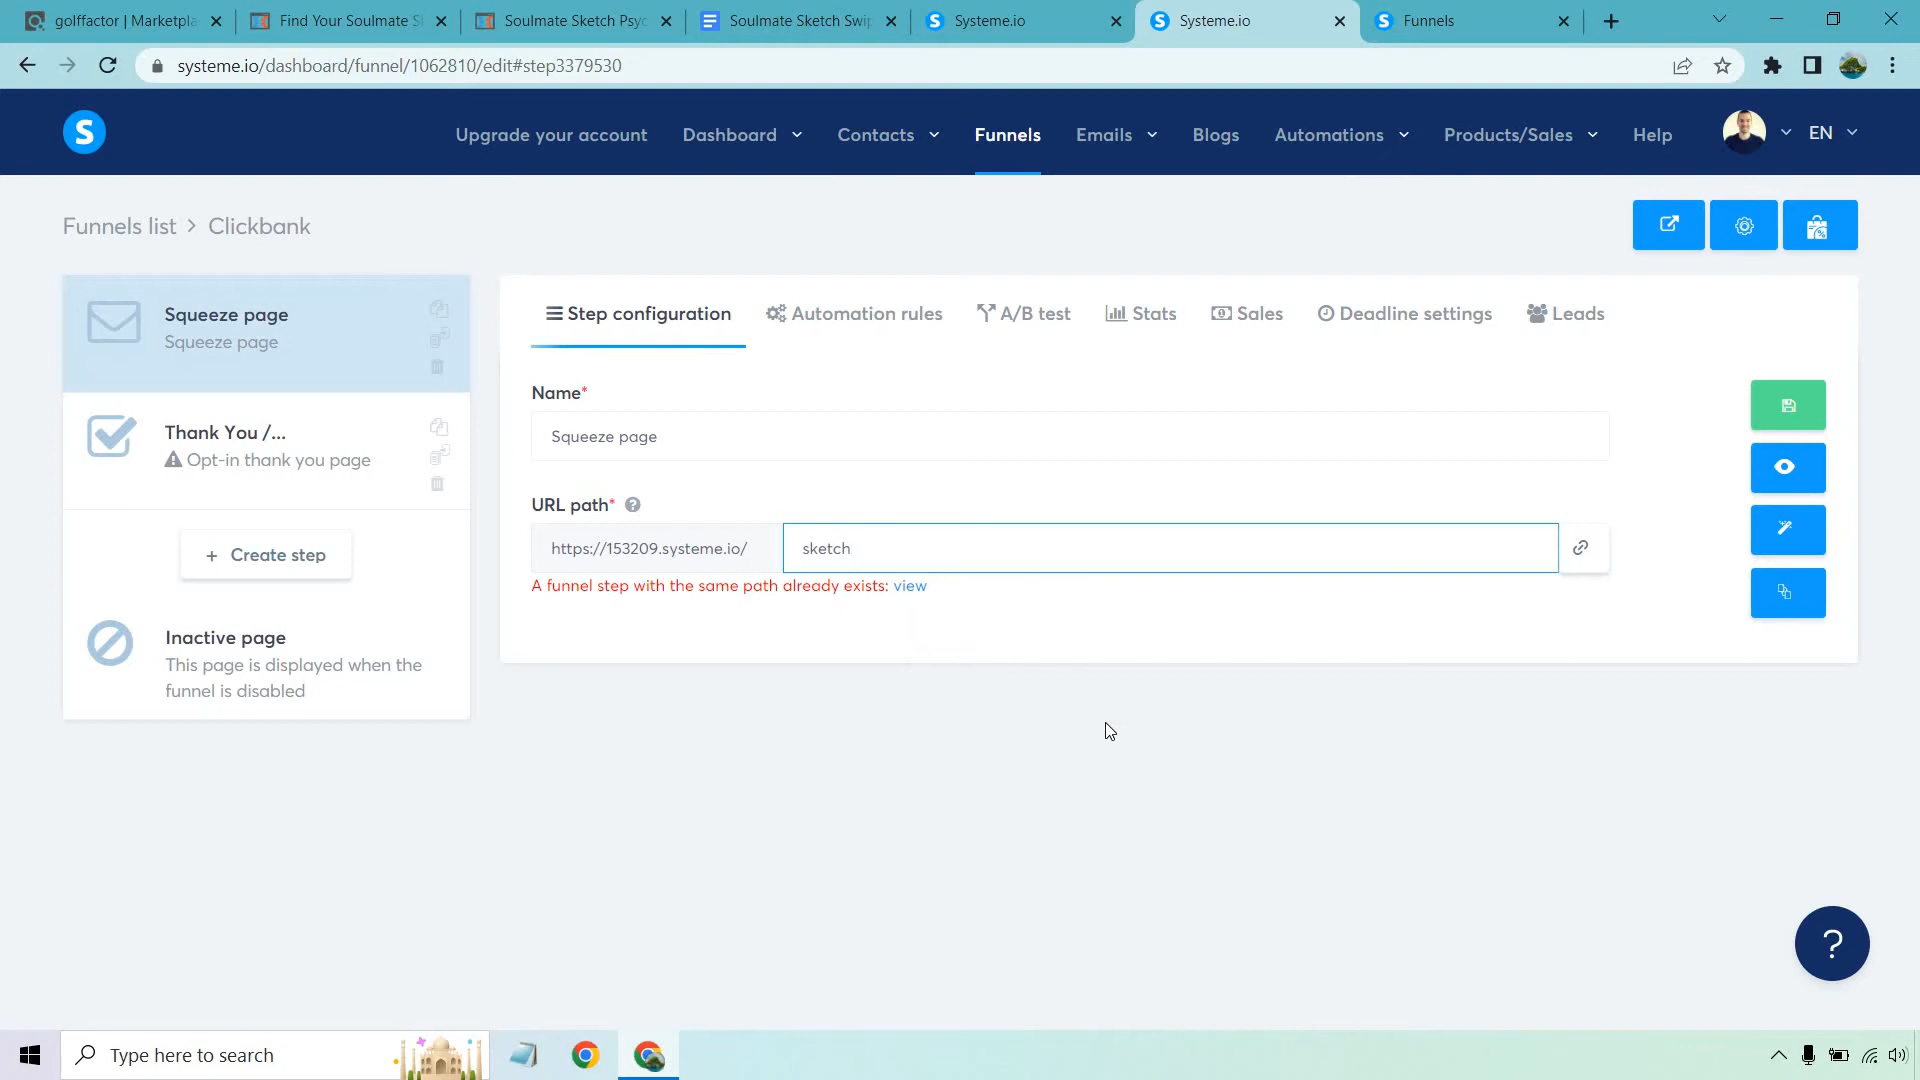 golffactor | Marketpla
Find Your Soulmate S
Soulmate Sketch Psyc
Soulmate Sketch Swip
Systeme.io
Systeme.io
Funnels
systeme.io/dashboard/funnel/1062810/edit#step3379530
S
Upgrade your account
Dashboard
Contacts
Funnels
Emails
Blogs
Automations
Products/Sales
Help
EN
Funnels list > Clickbank
Squeeze page
Squeeze page
Thank You /...
Opt-in thank you page
+ Create step
Inactive page
This page is displayed when the
funnel is disabled
Step configuration
Automation rules
A/B test
Stats
Sales
Deadline settings
Leads
Name*
Squeeze page
URL path* ?
https://153209.systeme.io/
sketch
A funnel step with the same path already exists: view
?
Type here to search